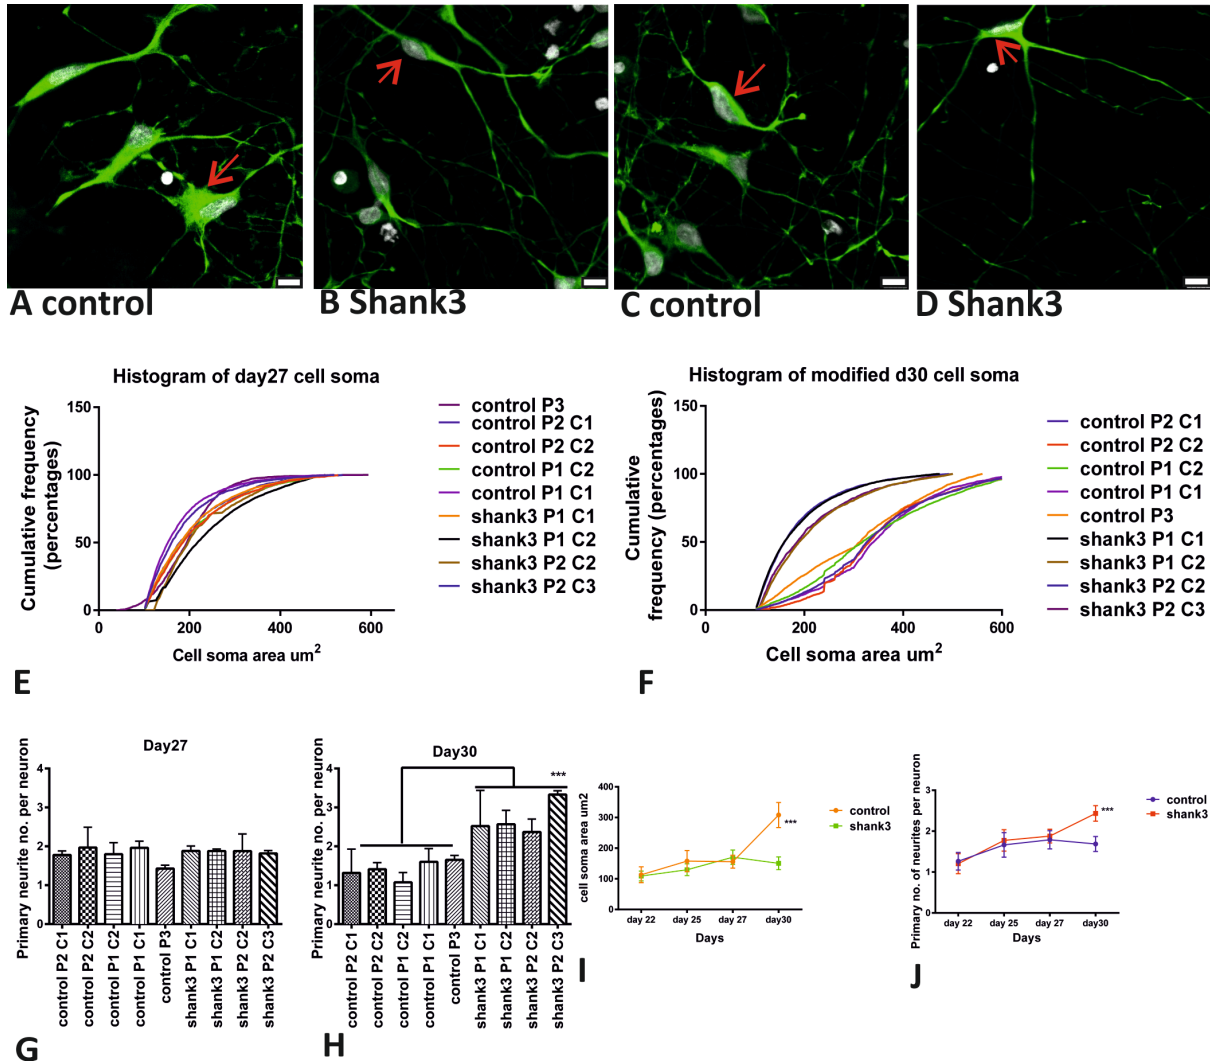 A control
B Shank3
C control
D Shank3
Histogram of day27 cell soma
Cumulative frequency
(percentages)
150
100
50
0
0 200 400 600
Cell soma area um2
control P3
control P2 C1
control P2 C2
control P1 C2
control P1 C1
shank3 P1 C1
shank3 P1 C2
shank3 P2 C2
shank3 P2 C3
E
Histogram of modified d30 cell soma
Cumulative
frequency (percentages)
150
100
50
0
0 200 400 600
Cell soma area um2
control P2 C1
control P2 C2
control P1 C2
control P1 C1
control P3
shank3 P1 C1
shank3 P1 C2
shank3 P2 C2
shank3 P2 C3
F
Day27
Primary neurite no. per neuron
4
3
2
1
0
control P2 C1
control P2 C2
control P1 C2
control P1 C1
control P3
shank3 P1 C1
shank3 P1 C2
shank3 P2 C2
shank3 P2 C3
G
Day30
***
Primary neurite no. per neuron
4
3
2
1
0
control P2 C1
control P2 C2
control P1 C2
control P1 C1
control P3
shank3 P1 C1
shank3 P1 C2
shank3 P2 C2
shank3 P2 C3
H
cell soma area um2
400
300
200
100
0
***
day 22 day 25 day 27 day30
Days
control
shank3
I
Primary no. of neurites per neuron
3
2
1
0
***
day 22 day 25 day 27 day30
Days
control
shank3
J